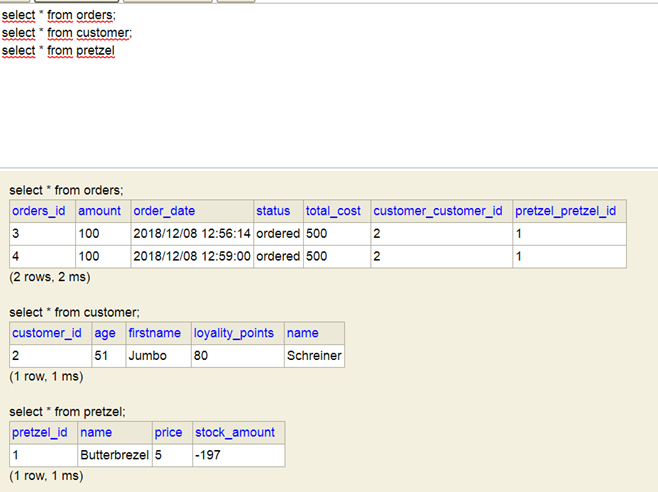 select * from orders;
select * from customer;
select * from pretzel
select * from orders;
orders_id amount order_date status total_cost customer_customer_id pretzel_pretzel_id
3 100 2018/12/08 12:56:14 ordered 500 2 1
4 100 2018/12/08 12:59:00 ordered 500 2 1
(2 rows, 2 ms)
select * from customer;
customer_id age firstname loyality_points name
2 51 Jumbo 80 Schreiner
(1 row, 1 ms)
select * from pretzel;
pretzel_id name price stock_amount
1 Butterbrezel 5 -197
(1 row, 1 ms)